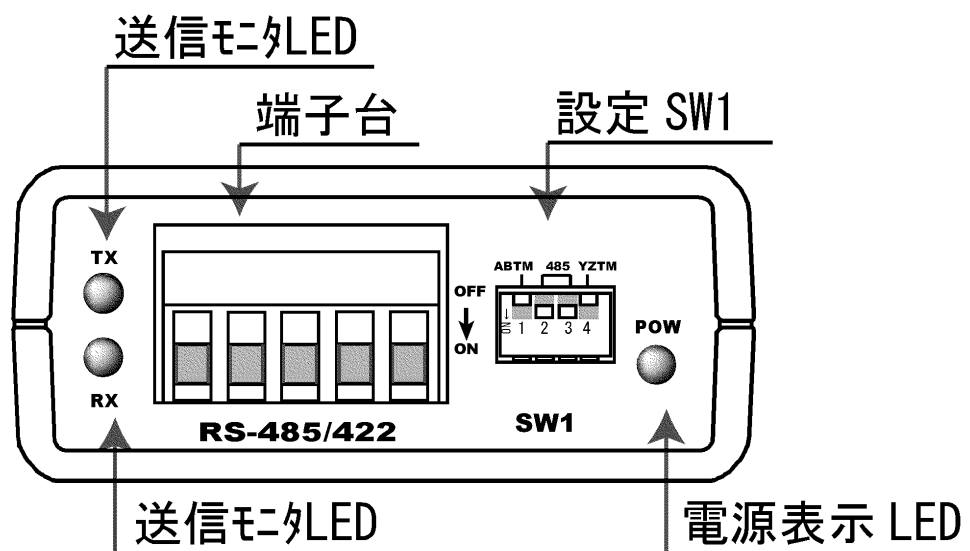 送信ﾓﾆﾀLED
端子台
設定 SW1
TX
ABTM 485 YZTM
OFF
ON
ON→
1 2 3 4
POW
RX
RS-485/422
SW1
送信ﾓﾆﾀLED
電源表示 LED